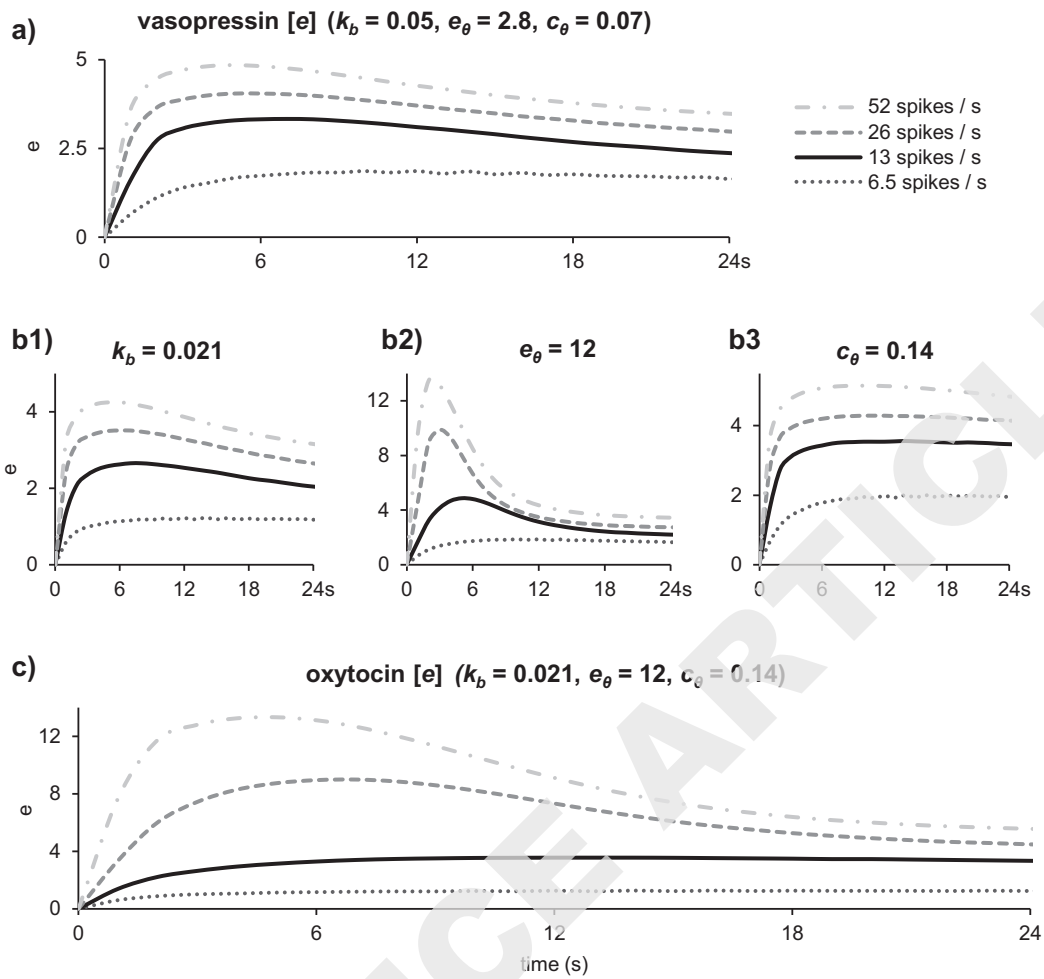 a)
vasopressin [e] (k_b = 0.05, e_θ = 2.8, c_θ = 0.07)
5
2.5
0
e
0 6 12 18 24s
52 spikes / s
26 spikes / s
13 spikes / s
6.5 spikes / s
b1)
k_b = 0.021
4
2
0
e
0 6 12 18 24s
b2)
e_θ = 12
12
8
4
0
0 6 12 18 24s
b3
c_θ = 0.14
4
2
0
0 6 12 18 24s
c)
oxytocin [e] (k_b = 0.021, e_θ = 12, c_θ = 0.14)
12
8
4
0
e
0 6 12 18 24
time (s)
CE ARTICL